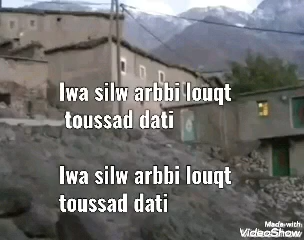 Iwa silw arbbi louqt
toussad dati
Iwa silw arbbi louqt
toussad dati
Made with
VideoShow